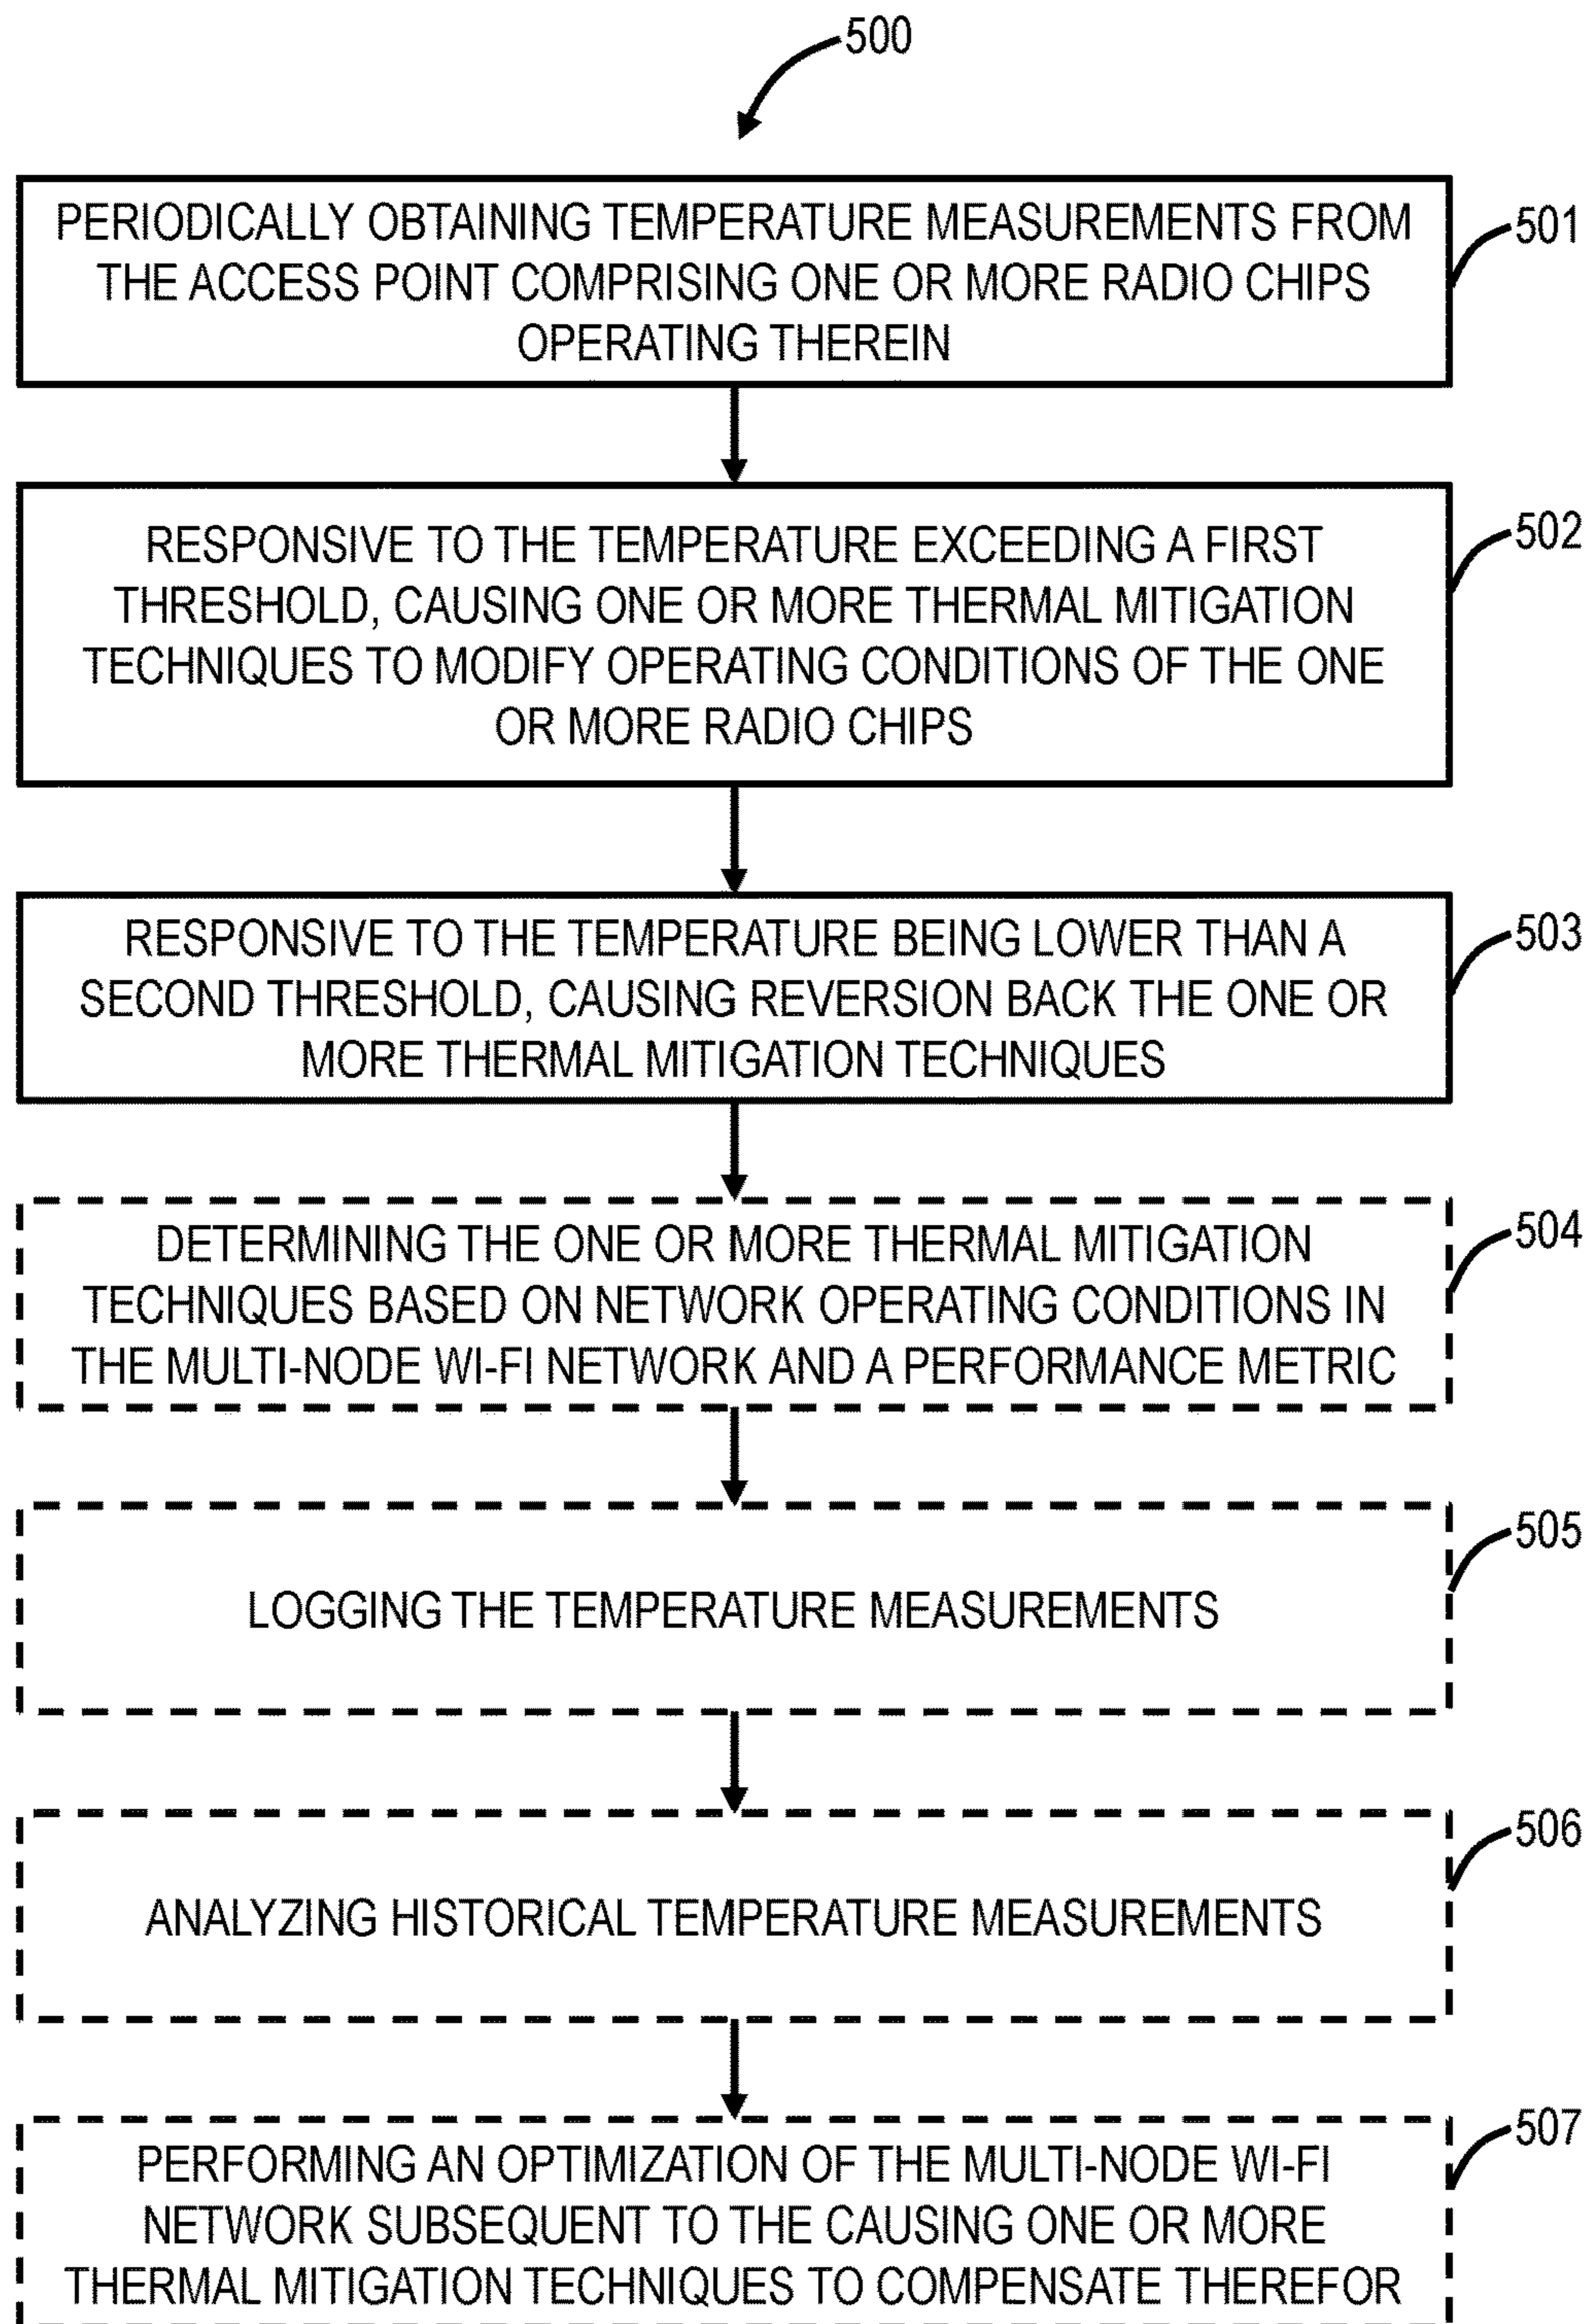 500
PERIODICALLY OBTAINING TEMPERATURE MEASUREMENTS FROM
THE ACCESS POINT COMPRISING ONE OR MORE RADIO CHIPS
OPERATING THEREIN
501
RESPONSIVE TO THE TEMPERATURE EXCEEDING A FIRST
THRESHOLD, CAUSING ONE OR MORE THERMAL MITIGATION
TECHNIQUES TO MODIFY OPERATING CONDITIONS OF THE ONE
OR MORE RADIO CHIPS
502
RESPONSIVE TO THE TEMPERATURE BEING LOWER THAN A
SECOND THRESHOLD, CAUSING REVERSION BACK THE ONE OR
MORE THERMAL MITIGATION TECHNIQUES
503
DETERMINING THE ONE OR MORE THERMAL MITIGATION
TECHNIQUES BASED ON NETWORK OPERATING CONDITIONS IN
THE MULTI-NODE WI-FI NETWORK AND A PERFORMANCE METRIC
504
LOGGING THE TEMPERATURE MEASUREMENTS
505
ANALYZING HISTORICAL TEMPERATURE MEASUREMENTS
506
PERFORMING AN OPTIMIZATION OF THE MULTI-NODE WI-FI
NETWORK SUBSEQUENT TO THE CAUSING ONE OR MORE
THERMAL MITIGATION TECHNIQUES TO COMPENSATE THEREFOR
507